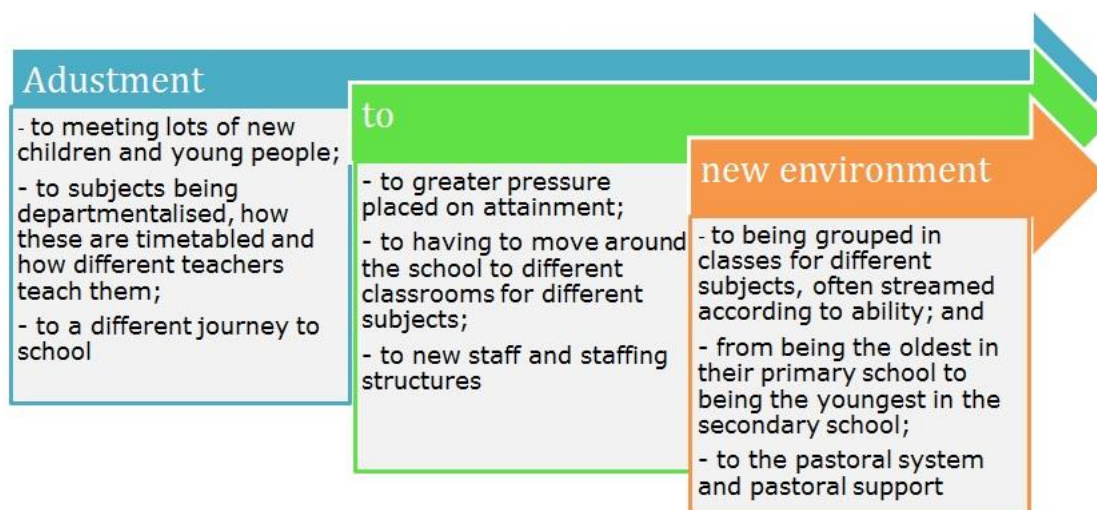 Adustment
- to meeting lots of new
children and young people;
- to subjects being
departmentalised, how
these are timetabled and
how different teachers
teach them;
- to a different journey to
school
to
- to greater pressure
placed on attainment;
- to having to move around
the school to different
classrooms for different
subjects;
- to new staff and staffing
structures
new environment
- to being grouped in
classes for different
subjects, often streamed
according to ability; and
- from being the oldest in
their primary school to
being the youngest in the
secondary school;
- to the pastoral system
and pastoral support